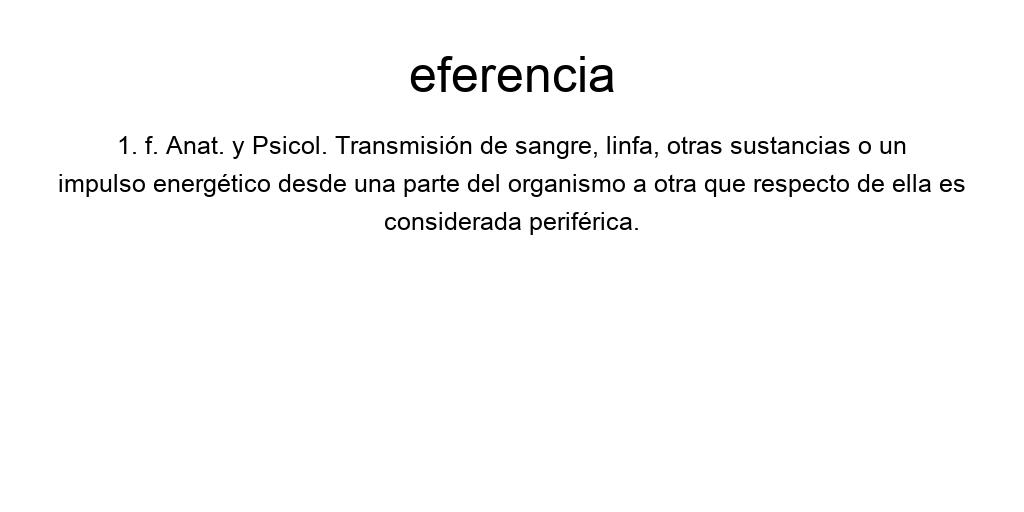 eferencia
1. f. Anat. y Psicol. Transmisión de sangre, linfa, otras sustancias o un
impulso energético desde una parte del organismo a otra que respecto de ella es
considerada periférica.